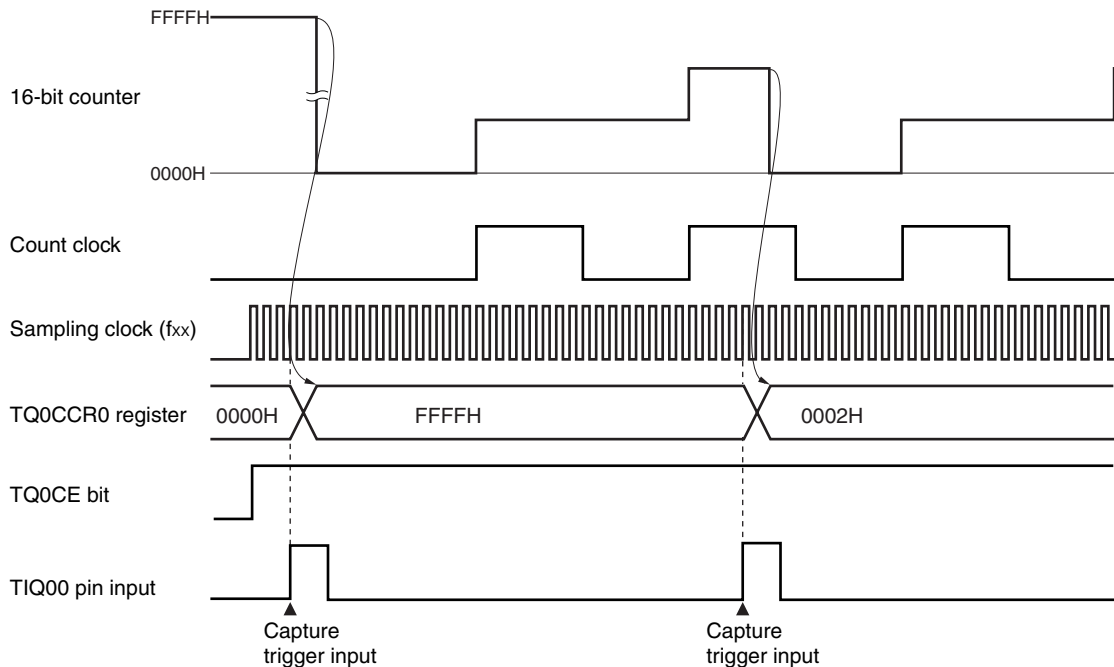 FFFFH
16-bit counter
0000H
Count clock
Sampling clock (fxx)
TQ0CCR0 register
0000H
FFFFH
0002H
TQ0CE bit
TIQ00 pin input
Capture
trigger input
Capture
trigger input